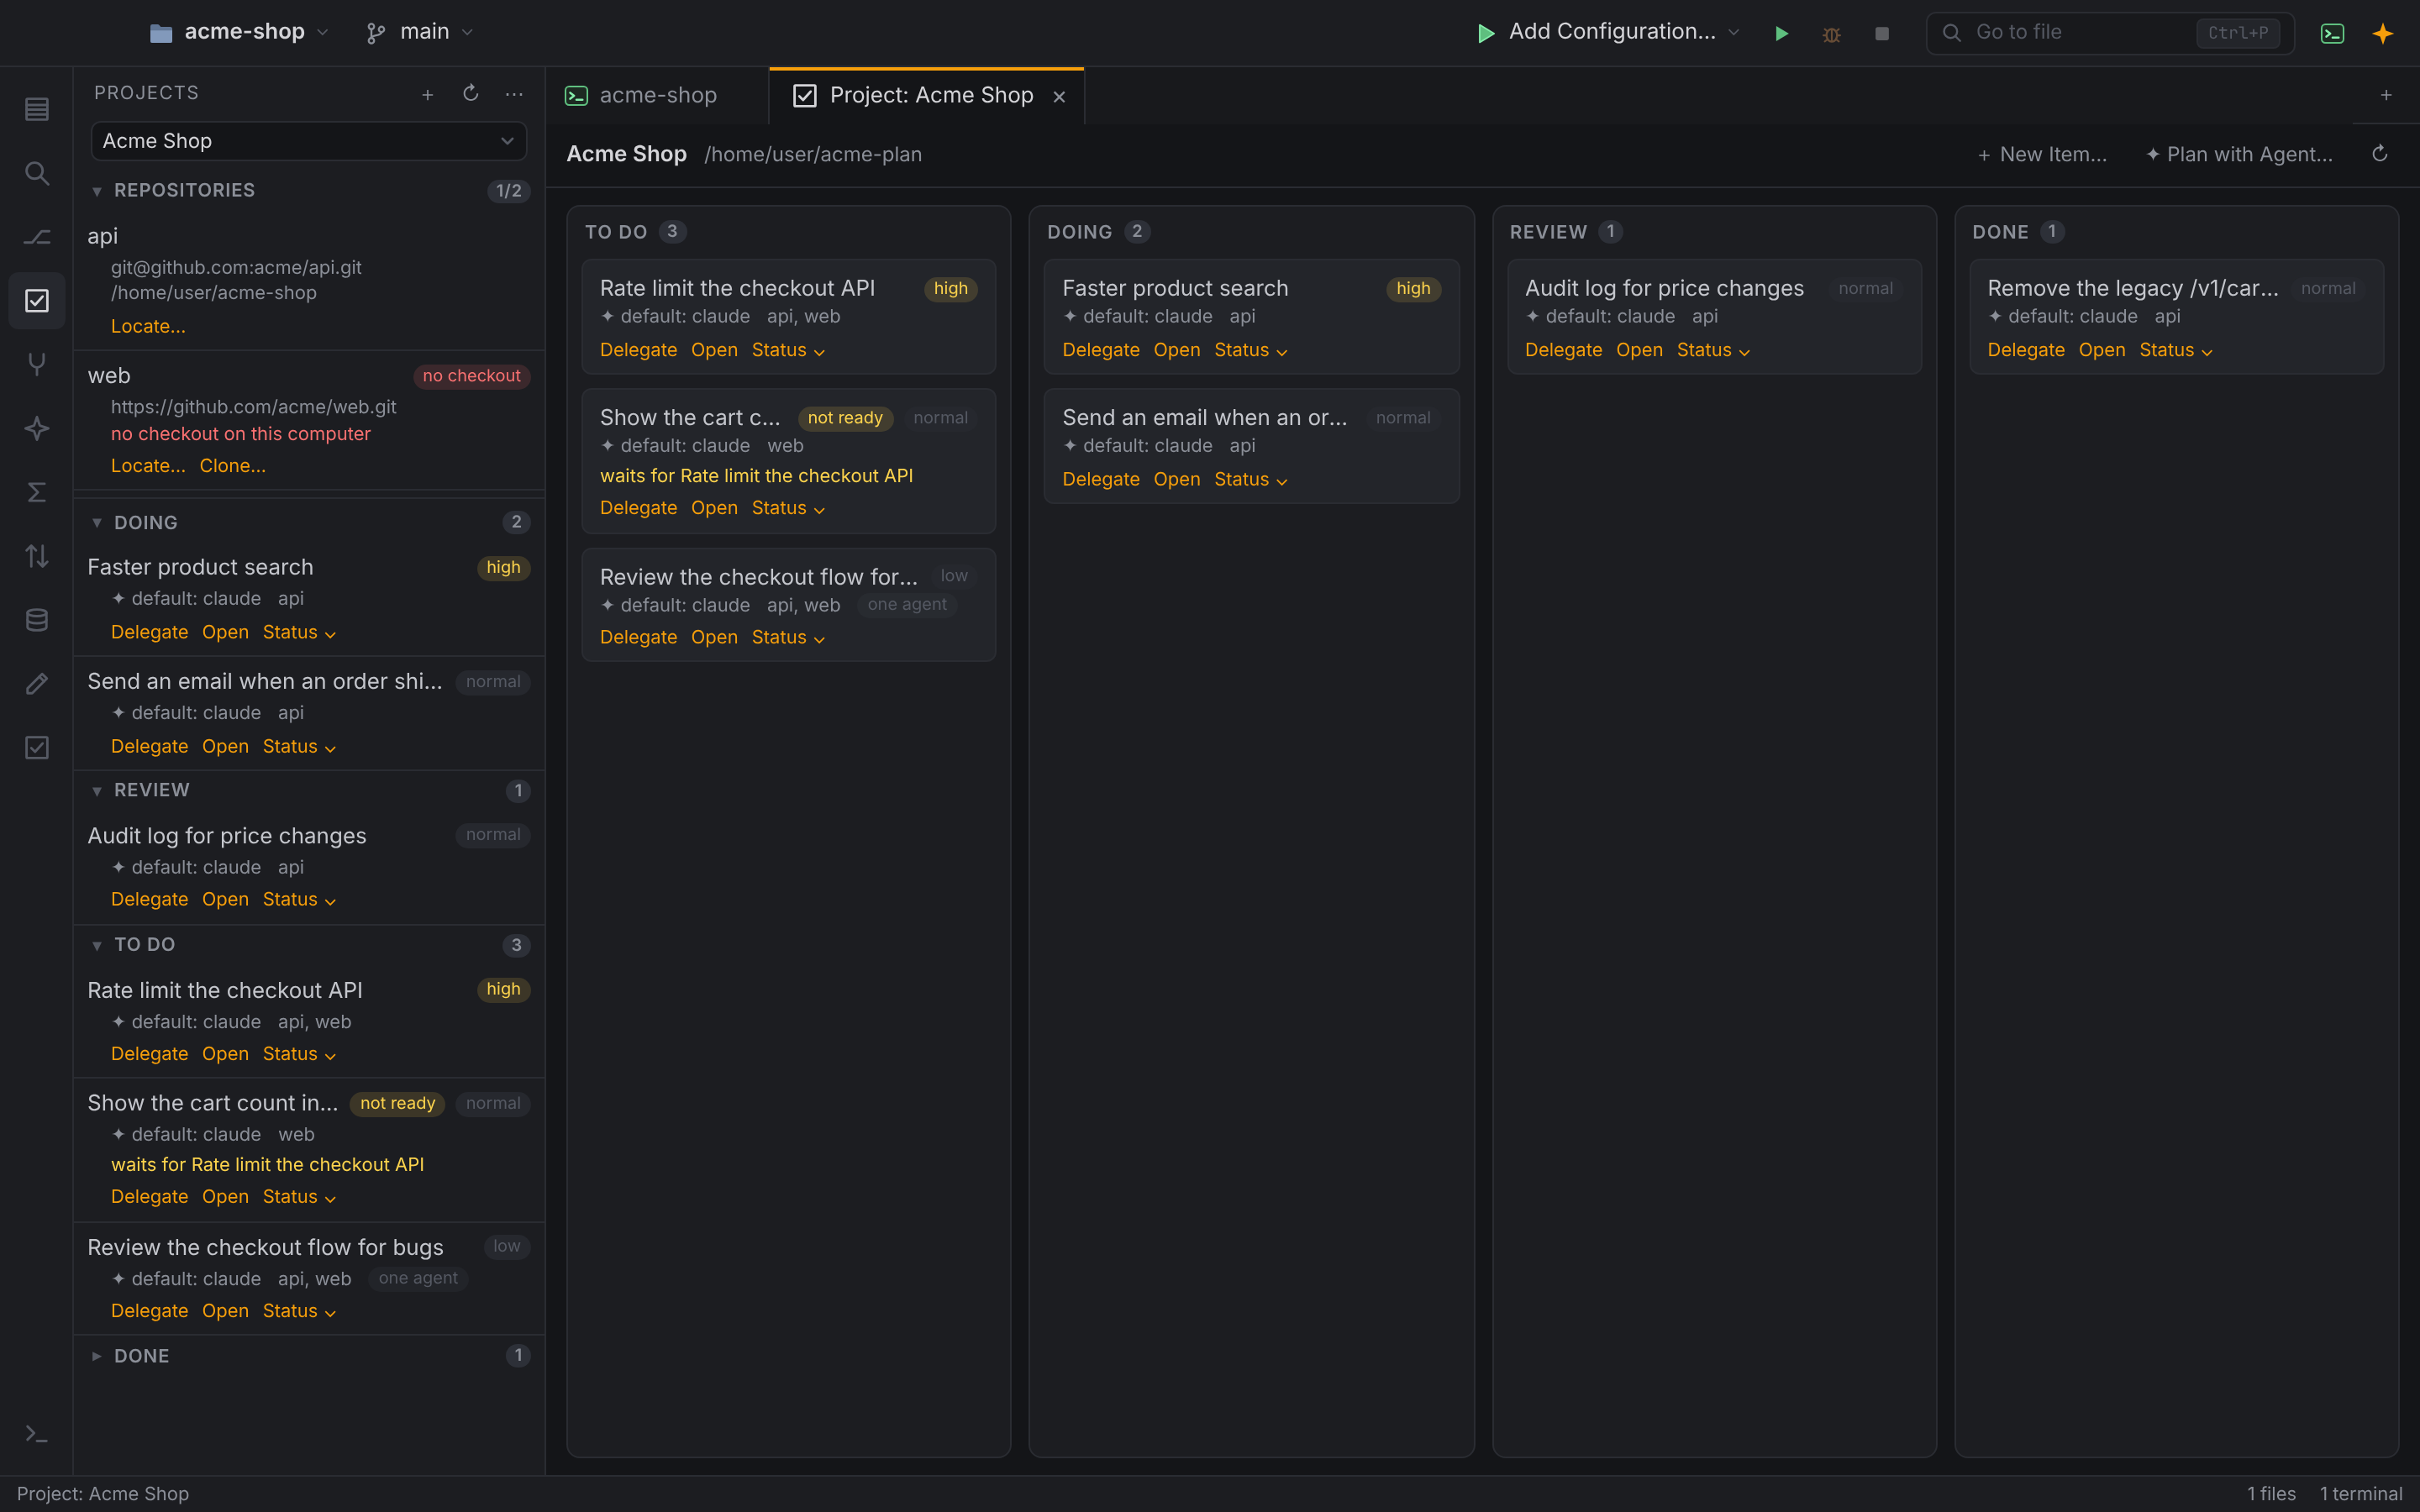 acme-shop main Add Configuration... Go to file Ctrl+P
PROJECTS
Acme Shop
REPOSITORIES 1/2
api
git@github.com:acme/api.git
/home/user/acme-shop
Locate...
web no checkout
https://github.com/acme/web.git
no checkout on this computer
Locate... Clone...
DOING 2
Faster product search high
default: claude api
Delegate Open Status
Send an email when an order shi... normal
default: claude api
Delegate Open Status
REVIEW 1
Audit log for price changes normal
default: claude api
Delegate Open Status
TO DO 3
Rate limit the checkout API high
default: claude api, web
Delegate Open Status
Show the cart count in... not ready normal
default: claude web
waits for Rate limit the checkout API
Delegate Open Status
Review the checkout flow for bugs low
default: claude api, web one agent
Delegate Open Status
DONE 1
acme-shop Project: Acme Shop
Acme Shop /home/user/acme-plan New Item... Plan with Agent...
TO DO 3
Rate limit the checkout API high
default: claude api, web
Delegate Open Status
Show the cart c... not ready normal
default: claude web
waits for Rate limit the checkout API
Delegate Open Status
Review the checkout flow for... low
default: claude api, web one agent
Delegate Open Status
DOING 2
Faster product search high
default: claude api
Delegate Open Status
Send an email when an or... normal
default: claude api
Delegate Open Status
REVIEW 1
Audit log for price changes normal
default: claude api
Delegate Open Status
DONE 1
Remove the legacy /v1/car... normal
default: claude api
Delegate Open Status
Project: Acme Shop 1 files 1 terminal